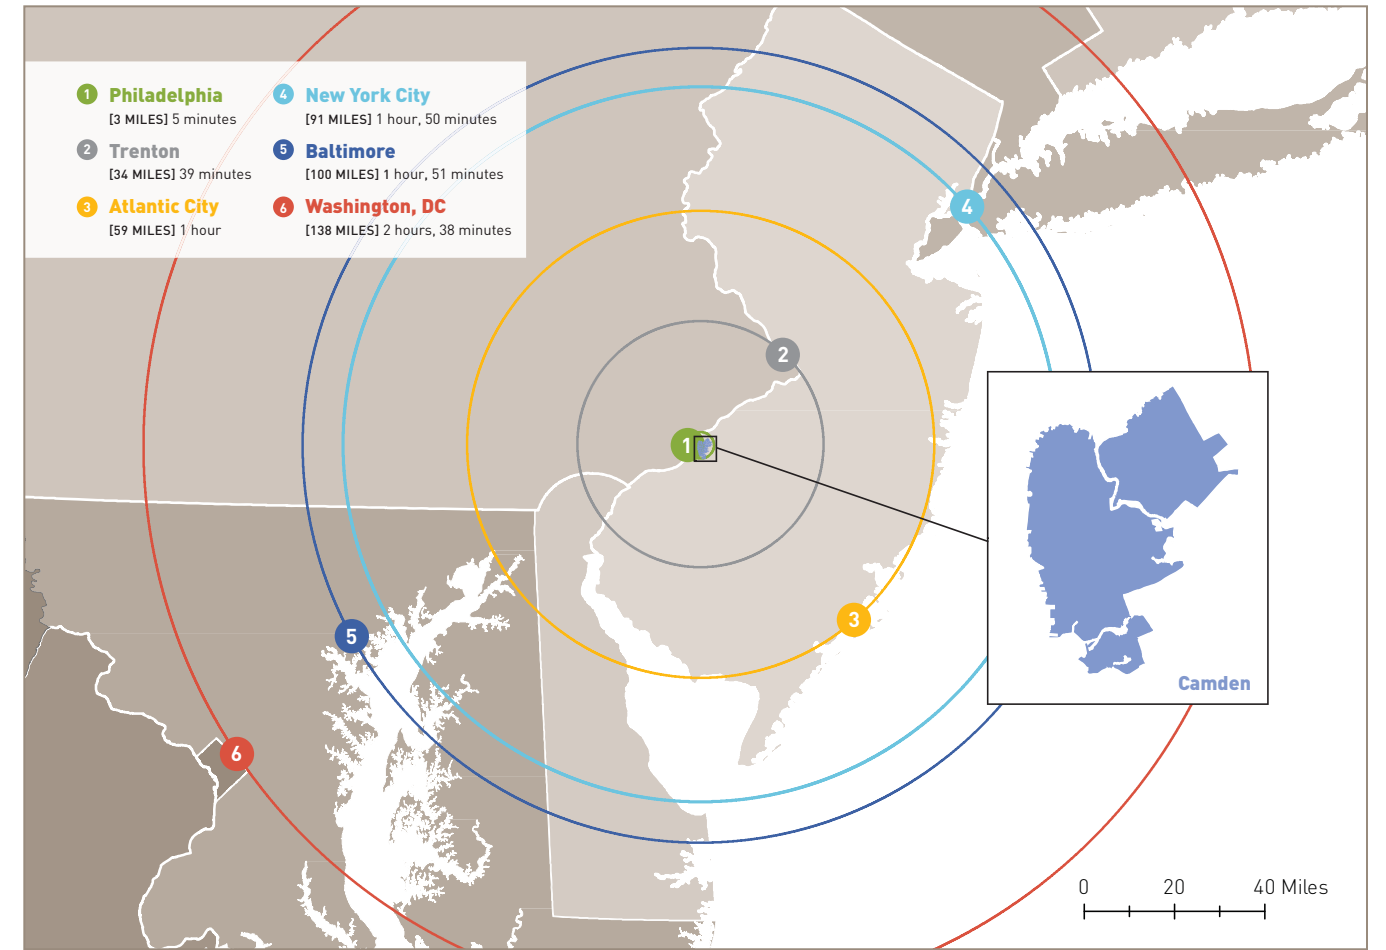 1 Philadelphia
[3 MILES] 5 minutes
2 Trenton
[34 MILES] 39 minutes
3 Atlantic City
[59 MILES] 1 hour
4 New York City
[91 MILES] 1 hour, 50 minutes
5 Baltimore
[100 MILES] 1 hour, 51 minutes
6 Washington, DC
[138 MILES] 2 hours, 38 minutes
4
2
1
3
5
6
Camden
0 20 40 Miles